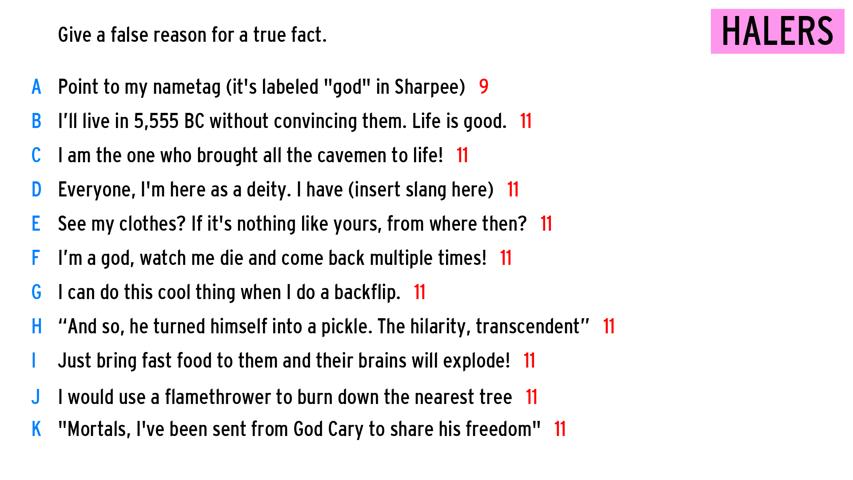 Give a false reason for a true fact.
HALERS
A Point to my nametag (it's labeled "god" in Sharpee) 9
B I’ll live in 5,555 BC without convincing them. Life is good. 11
C I am the one who brought all the cavemen to life! 11
D Everyone, I'm here as a deity. I have (insert slang here) 11
E See my clothes? If it's nothing like yours, from where then? 11
F I’m a god, watch me die and come back multiple times! 11
G I can do this cool thing when I do a backflip. 11
H “And so, he turned himself into a pickle. The hilarity, transcendent” 11
I Just bring fast food to them and their brains will explode! 11
J I would use a flamethrower to burn down the nearest tree 11
K "Mortals, I've been sent from God Cary to share his freedom" 11